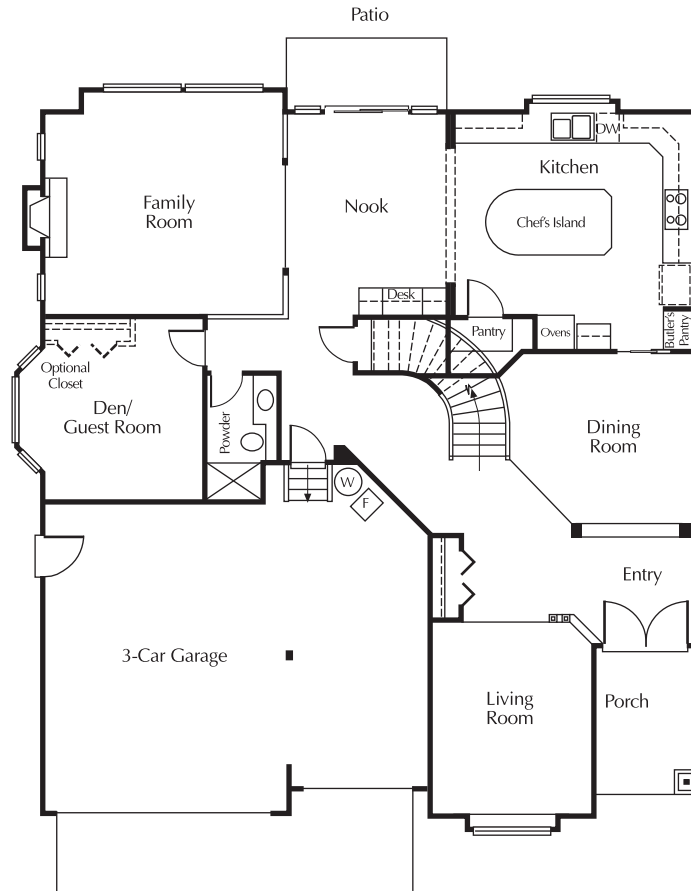 Patio
DW
Kitchen
Family
Room
Nook
Chef's Island
Desk
Pantry
Ovens
Butler's
Pantry
Optional
Closet
Den/
Guest Room
Powder
Dining
Room
W
F
Entry
3-Car Garage
Living
Room
Porch